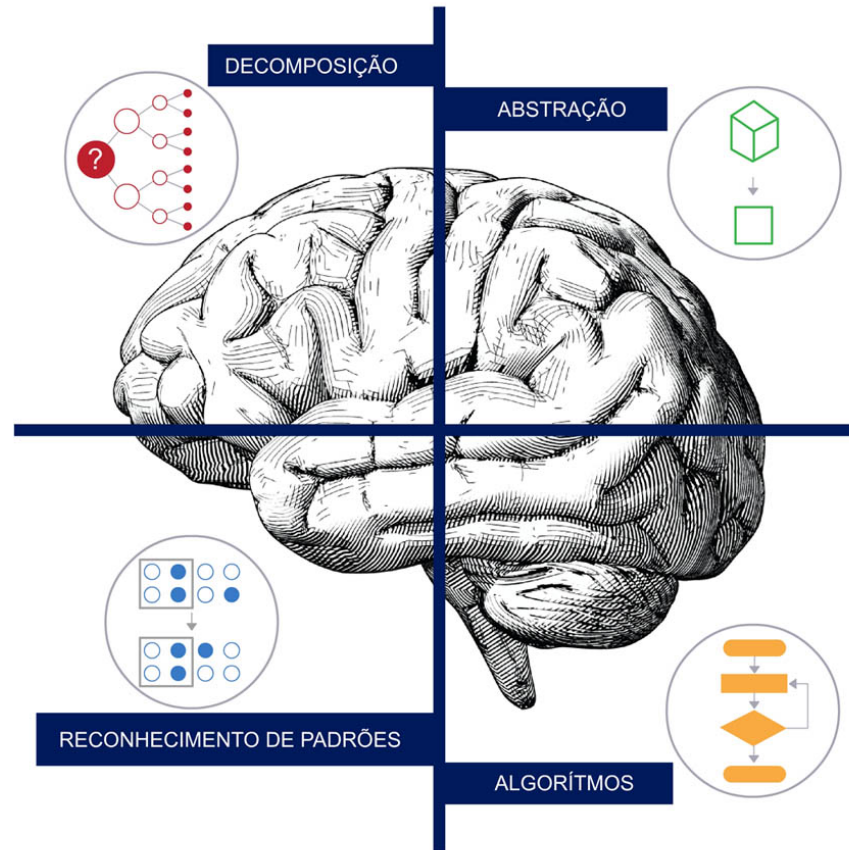 DECOMPOSIÇÃO
ABSTRAÇÃO
?
RECONHECIMENTO DE PADRÕES
ALGORÍTMOS